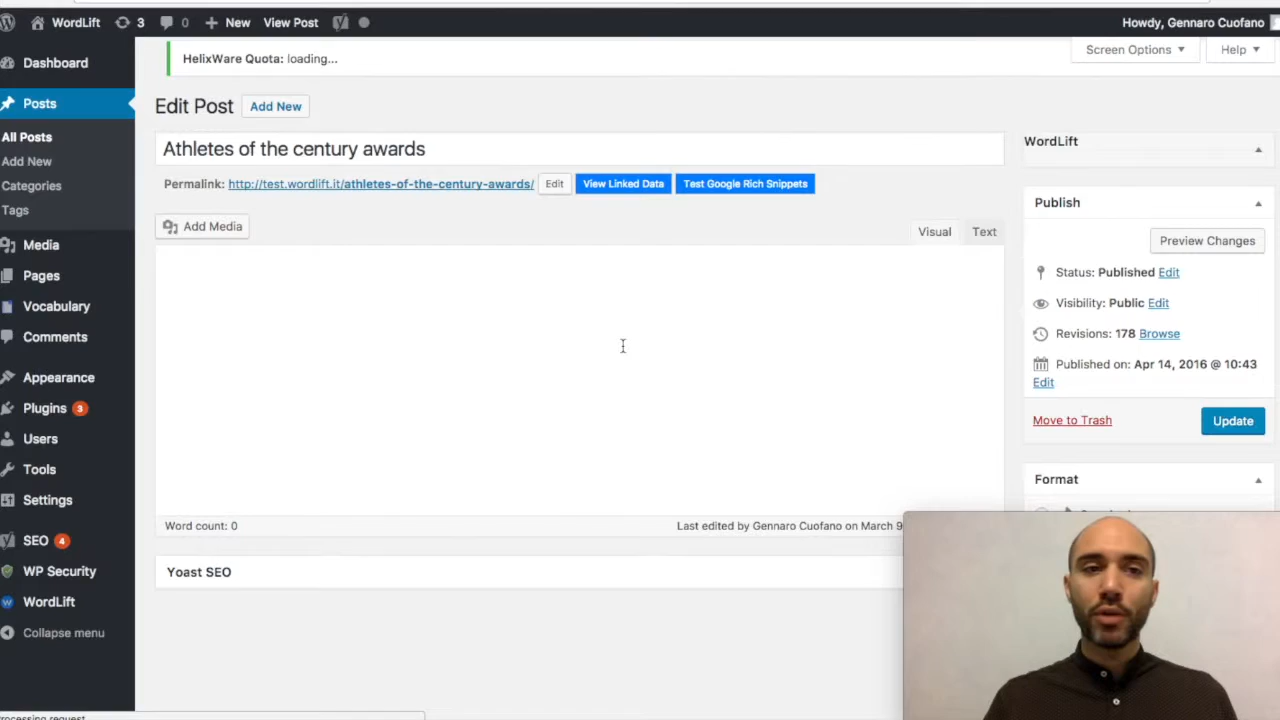 WordLift 3 0 New View Post Howdy, Gennaro Cuofano
Dashboard
Posts
All Posts
Add New
Categories
Tags
Media
Pages
Vocabulary
Comments
Appearance
Plugins 3
Users
Tools
Settings
SEO 4
WP Security
WordLift
Collapse menu
HelixWare Quota: loading...
Screen Options Help
Edit Post Add New
Athletes of the century awards
Permalink: http://test.wordlift.it/athletes-of-the-century-awards/ Edit View Linked Data Test Google Rich Snippets
Add Media
Visual Text
Word count: 0 Last edited by Gennaro Cuofano on March 9
Yoast SEO
WordLift
Publish
Preview Changes
Status: Published Edit
Visibility: Public Edit
Revisions: 178 Browse
Published on: Apr 14, 2016 @ 10:43
Edit
Move to Trash Update
Format
rocessing request